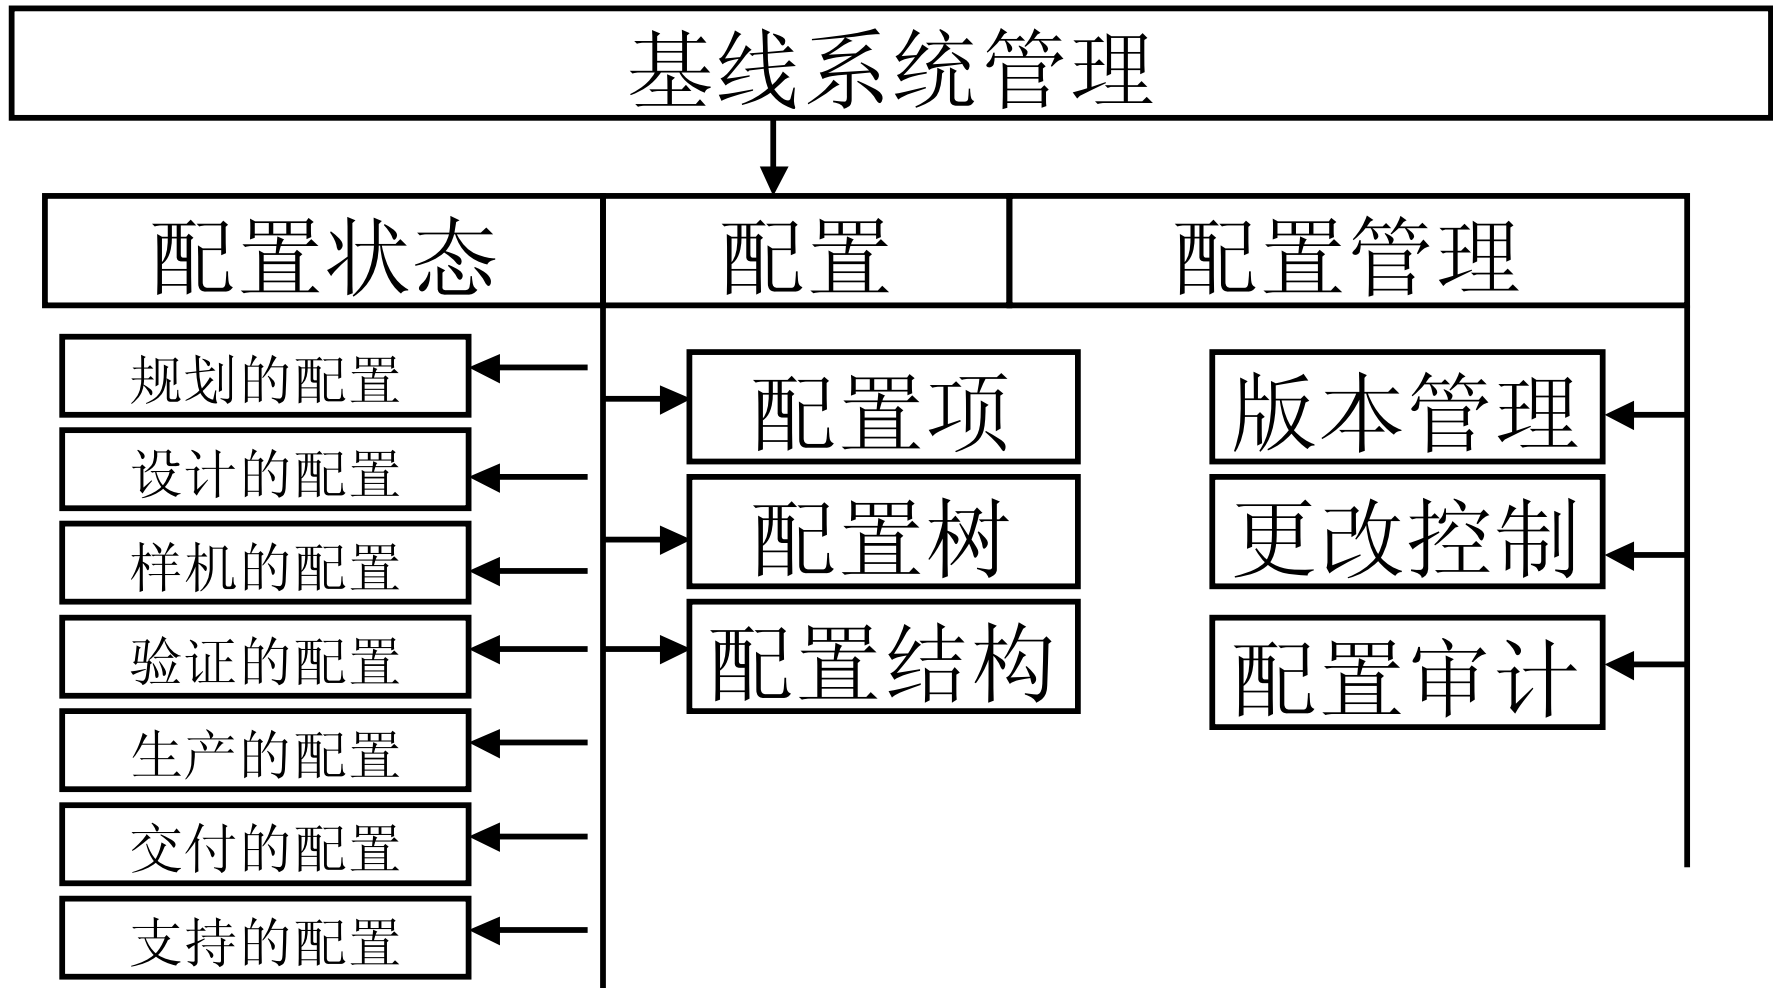 基线系统管理
配置状态
配置
配置管理
规划的配置
设计的配置
样机的配置
验证的配置
生产的配置
交付的配置
支持的配置
配置项
配置树
配置结构
版本管理
更改控制
配置审计